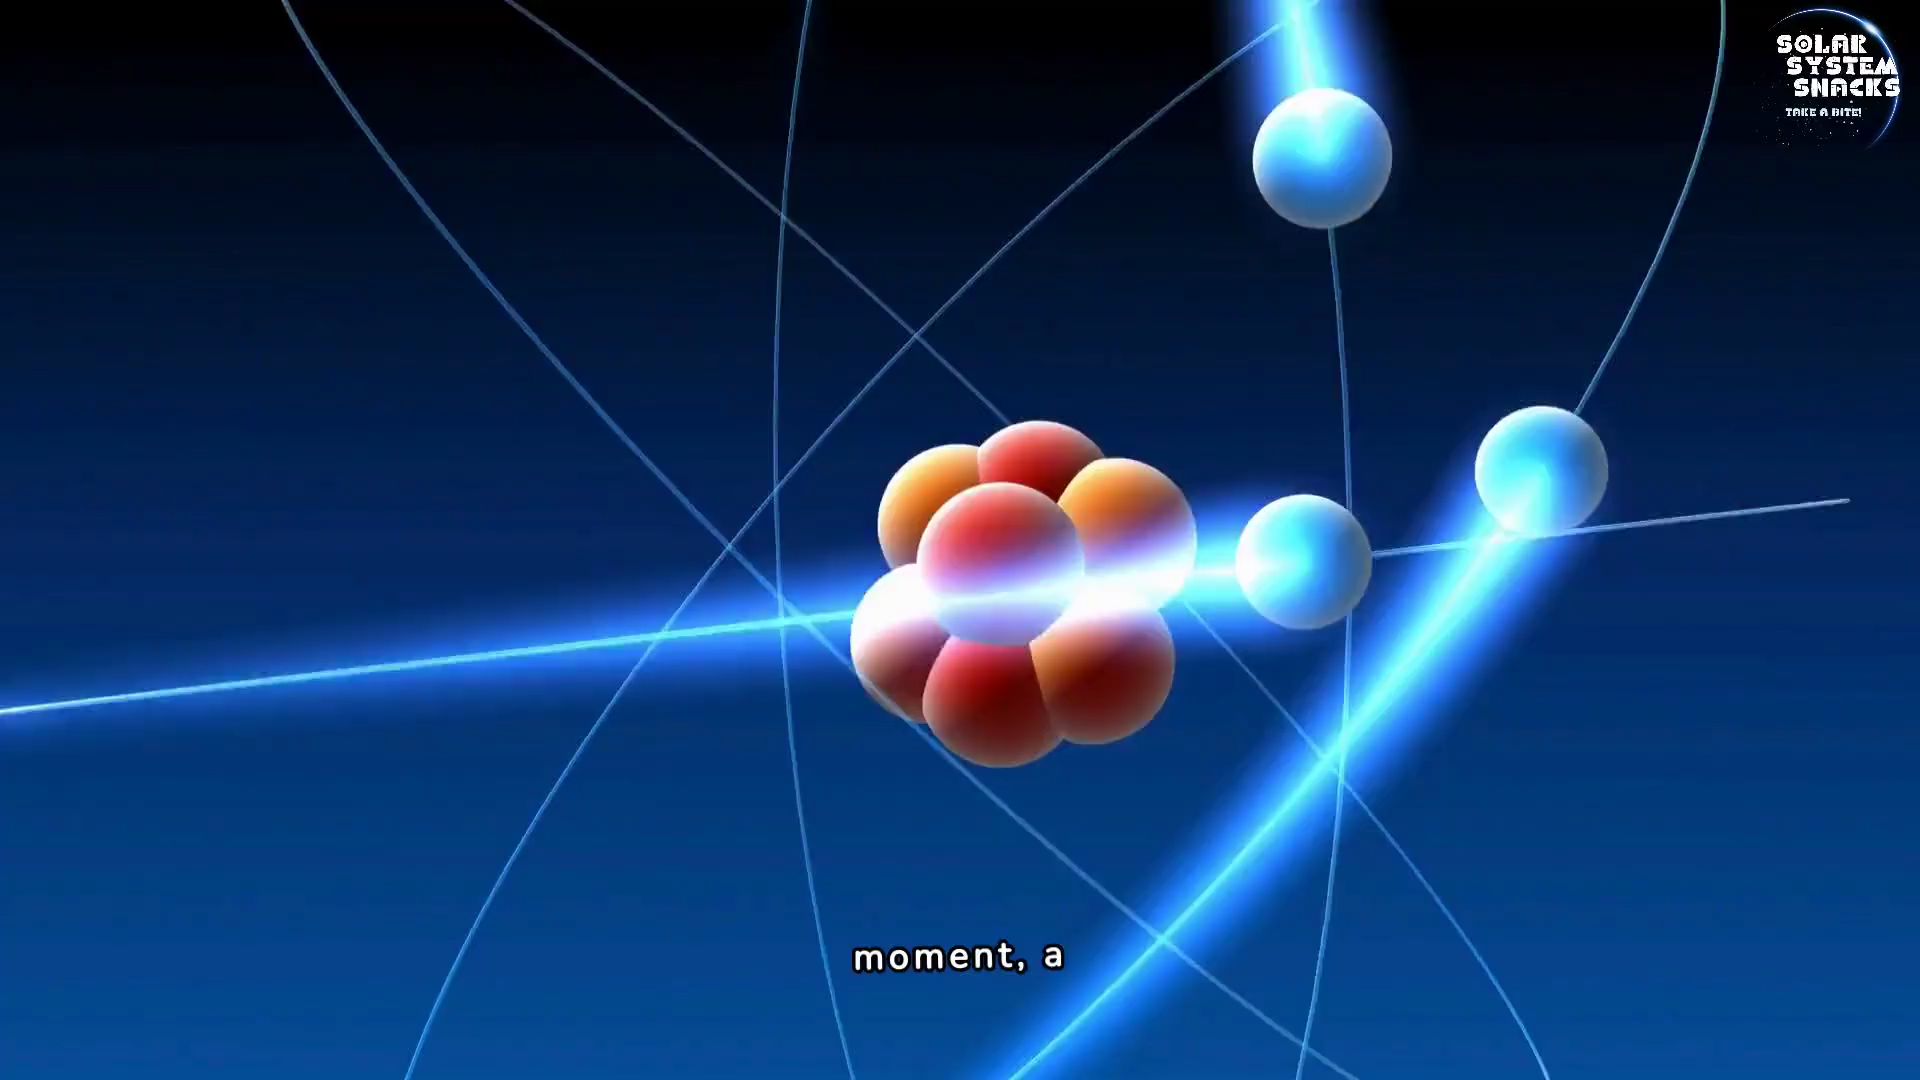 SOLAR
SYSTEM
SNACKS
TAKE A BITE!
moment, a